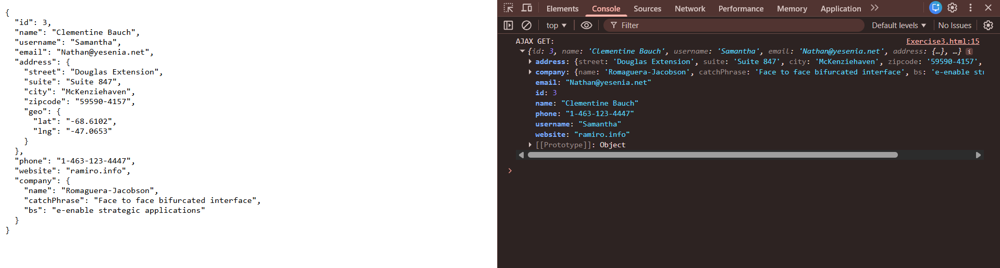 {
  "id": 3,
  "name": "Clementine Bauch",
  "username": "Samantha",
  "email": "Nathan@yesenia.net",
  "address": {
    "street": "Douglas Extension",
    "suite": "Suite 847",
    "city": "McKenziehaven",
    "zipcode": "59590-4157",
    "geo": {
      "lat": "-68.6102",
      "lng": "-47.0653"
    }
  },
  "phone": "1-463-123-4447",
  "website": "ramiro.info",
  "company": {
    "name": "Romaguera-Jacobson",
    "catchPhrase": "Face to face bifurcated interface",
    "bs": "e-enable strategic applications"
  }
}
Elements Console Sources Network Performance Memory Application
top Filter Default levels No Issues
AJAX GET: Exercise3.html:15
{id: 3, name: 'Clementine Bauch', username: 'Samantha', email: 'Nathan@yesenia.net', address: {…}, …} i
address: {street: 'Douglas Extension', suite: 'Suite 847', city: 'McKenziehaven', zipcode: '59590-4157',
company: {name: 'Romaguera-Jacobson', catchPhrase: 'Face to face bifurcated interface', bs: 'e-enable st
email: "Nathan@yesenia.net"
id: 3
name: "Clementine Bauch"
phone: "1-463-123-4447"
username: "Samantha"
website: "ramiro.info"
[[Prototype]]: Object